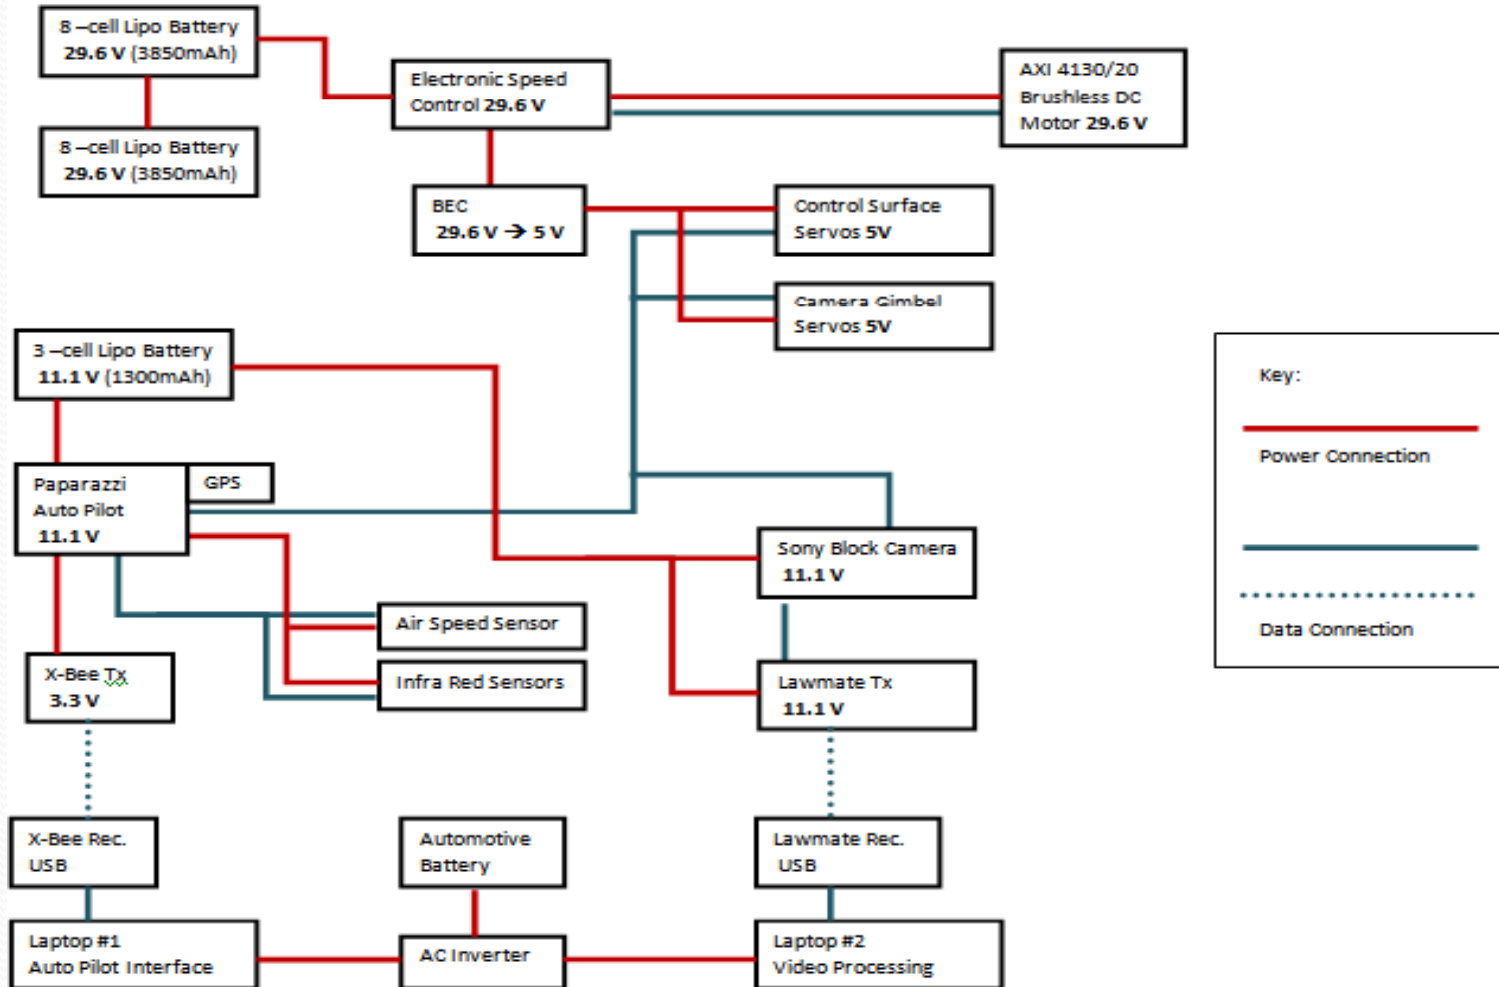 8 –cell Lipo Battery
29.6 V (3850mAh)
Electronic Speed
Control 29.6 V
AXI 4130/20
Brushless DC
Motor 29.6 V
8 –cell Lipo Battery
29.6 V (3850mAh)
BEC
29.6 V → 5 V
Control Surface
Servos 5V
Camera Gimbel
Servos 5V
3 –cell Lipo Battery
11.1 V (1300mAh)
Key:
Power Connection
Data Connection
Paparazzi
Auto Pilot
11.1 V
GPS
Sony Block Camera
11.1 V
Air Speed Sensor
Infra Red Sensors
X-Bee Tx
3.3 V
Lawmate Tx
11.1 V
X-Bee Rec.
USB
Automotive
Battery
Lawmate Rec.
USB
Laptop #1
Auto Pilot Interface
AC Inverter
Laptop #2
Video Processing